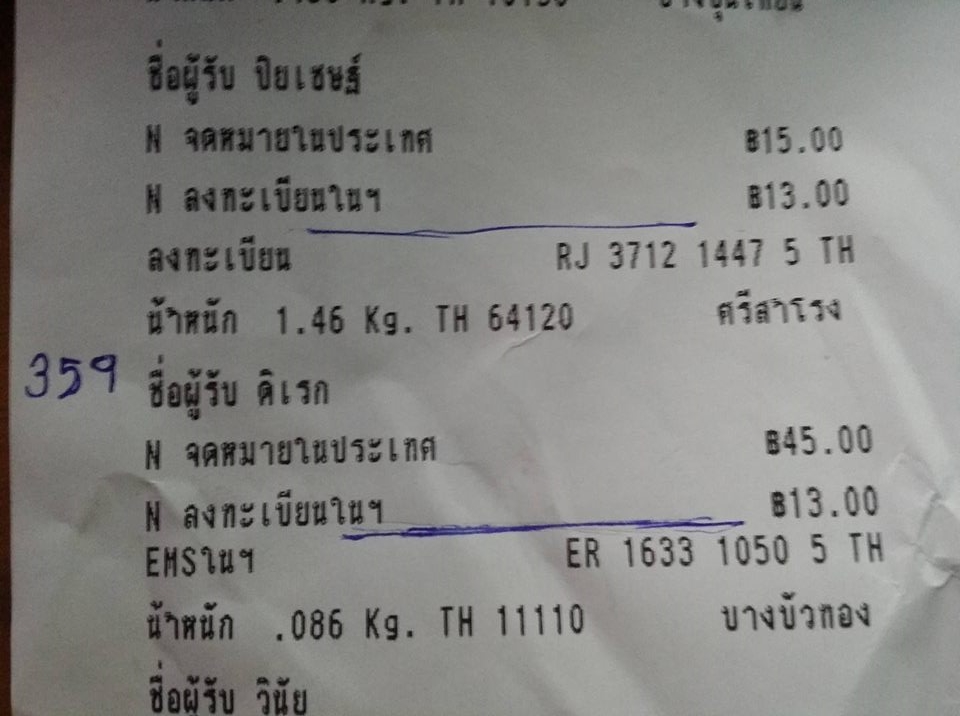 ชื่อผู้รับ ปิยเชษฐ์
N จดหมายในประเทศ ฿15.00
N ลงทะเบียนในฯ ฿13.00
ลงทะเบียน RJ 3712 1447 5 TH
น้ำหนัก 1.46 Kg. TH 64120 ศรีสำโรง
359 ชื่อผู้รับ ดิเรก
N จดหมายในประเทศ ฿45.00
N ลงทะเบียนในฯ ฿13.00
EMSในฯ ER 1633 1050 5 TH
น้ำหนัก .086 Kg. TH 11110 บางบัวทอง
ชื่อผู้รับ วินัย